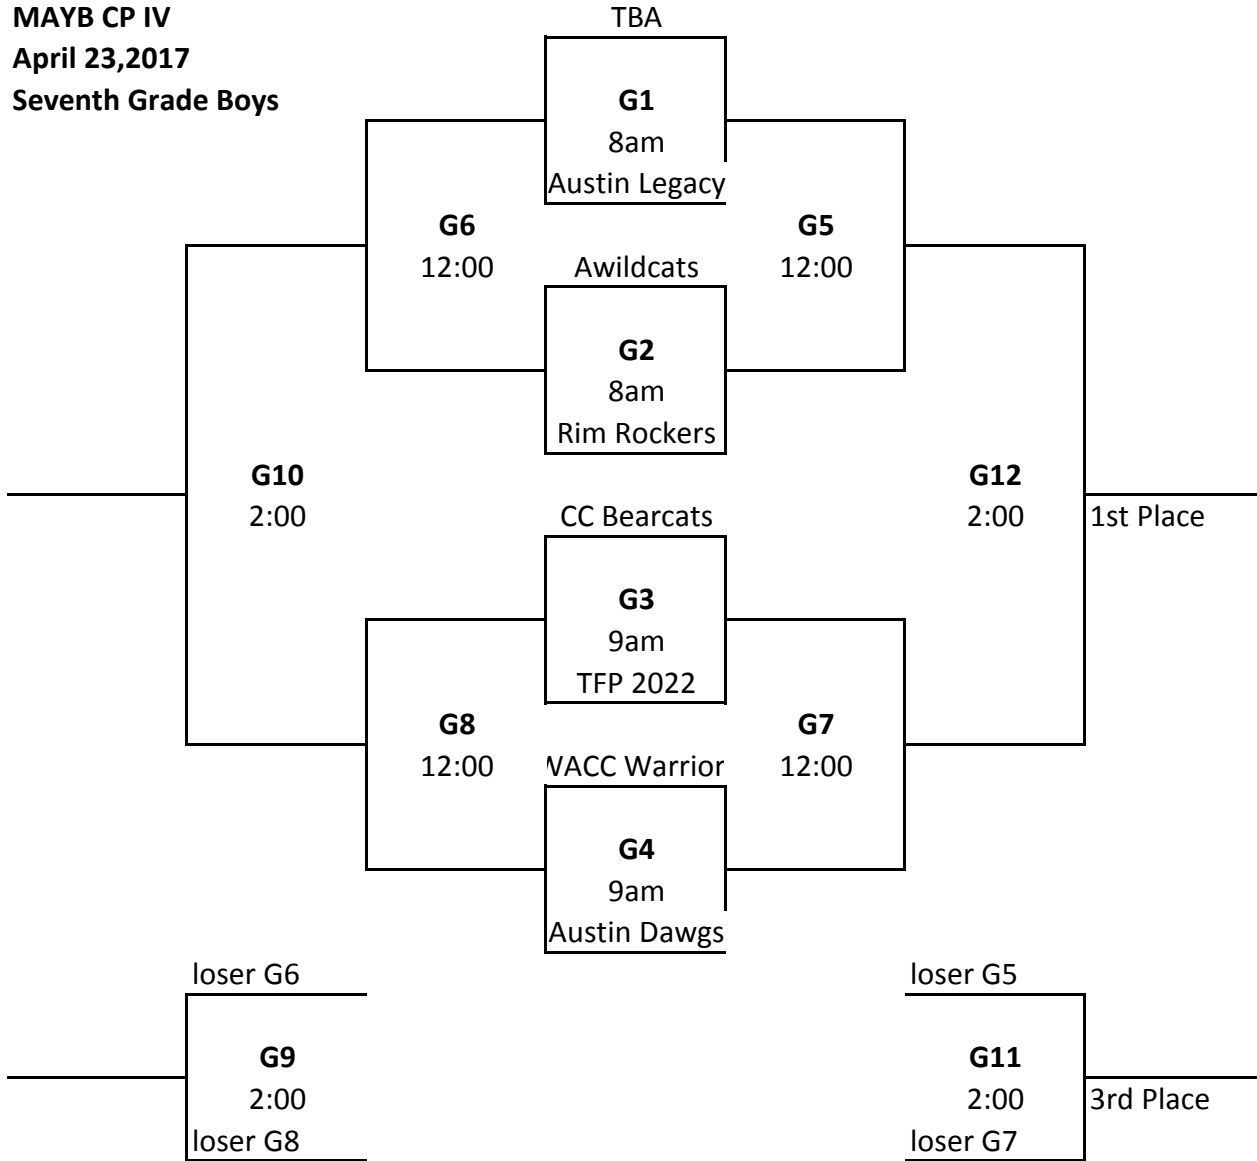 MAYB CP IV
TBA
April 23,2017
Seventh Grade Boys
G1
8am
Austin Legacy
G6
G5
12:00
Awildcats
12:00
G2
8am
Rim Rockers
G10
G12
2:00
CC Bearcats
2:00
1st Place
G3
9am
TFP 2022
G8
G7
12:00
WACC Warrior
12:00
G4
9am
Austin Dawgs
loser G6
loser G5
G9
G11
2:00
2:00
3rd Place
loser G8
loser G7